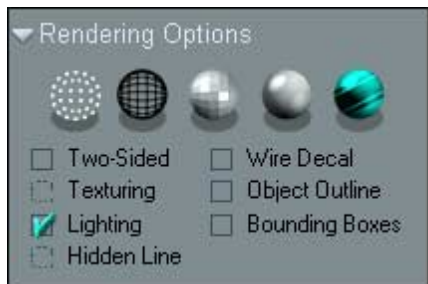 Rendering Options
Two-Sided
Wire Decal
Texturing
Object Outline
Lighting
Bounding Boxes
Hidden Line